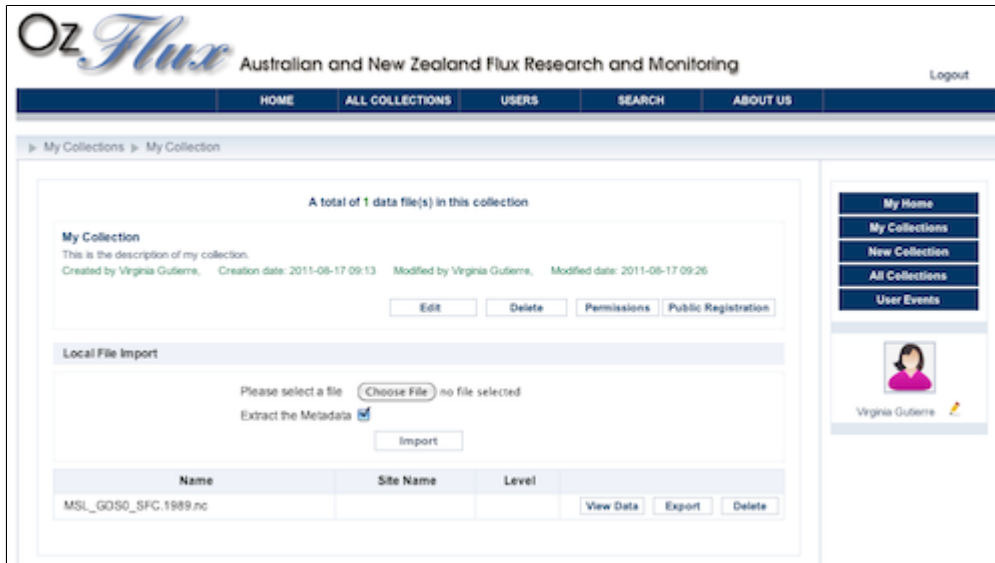 Oz Flux Australian and New Zealand Flux Research and Monitoring
Logout
HOME ALL COLLECTIONS USERS SEARCH ABOUT US
My Collections My Collection
A total of 1 data file(s) in this collection
My Collection
This is the description of my collection.
Created by Virginia Gutierre, Creation date: 2011-08-17 09:13 Modified by Virginia Gutierre, Modified date: 2011-08-17 09:26
Edit Delete Permissions Public Registration
Local File Import
Please select a file Choose File no file selected
Extract the Metadata
Import
Name Site Name Level
MSL_GDS0_SFC.1989.nc View Data Export Delete
My Home
My Collections
New Collection
All Collections
User Events
Virginia Gutierre